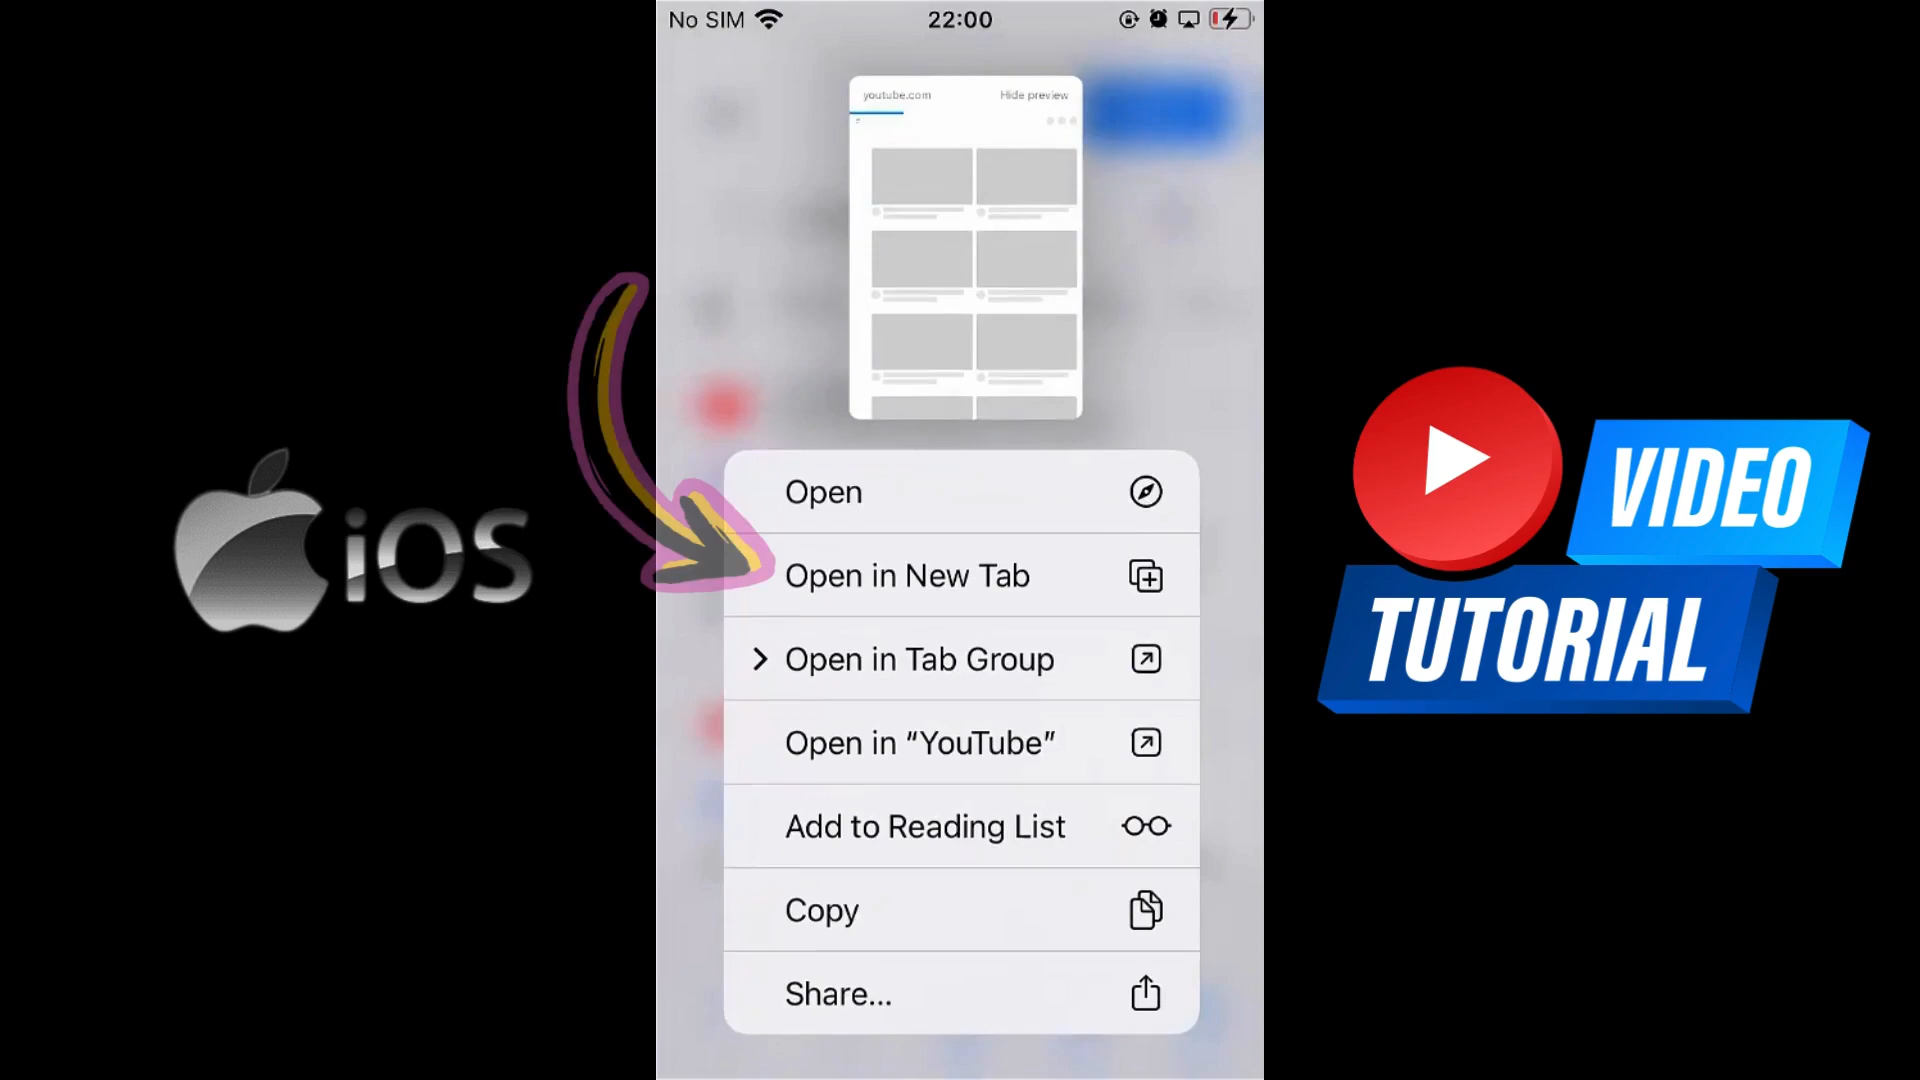 No SIM 22:00
youtube.com Hide preview
Open
Open in New Tab
Open in Tab Group
Open in “YouTube”
Add to Reading List
Copy
Share...
iOS
VIDEO
TUTORIAL